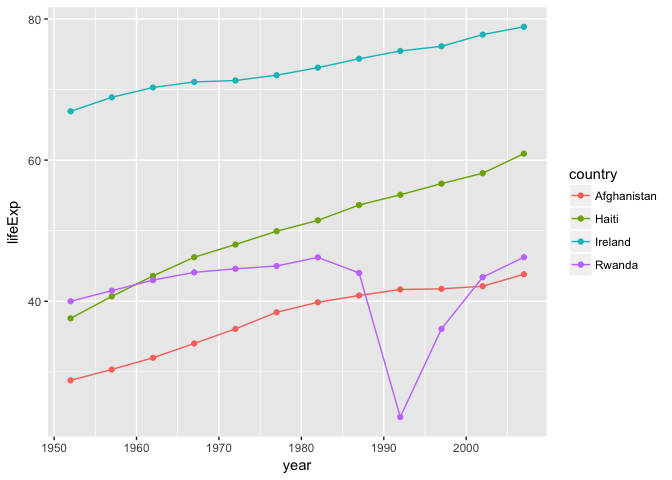 80
60
40
lifeExp
1950 1960 1970 1980 1990 2000
year
country
Afghanistan
Haiti
Ireland
Rwanda